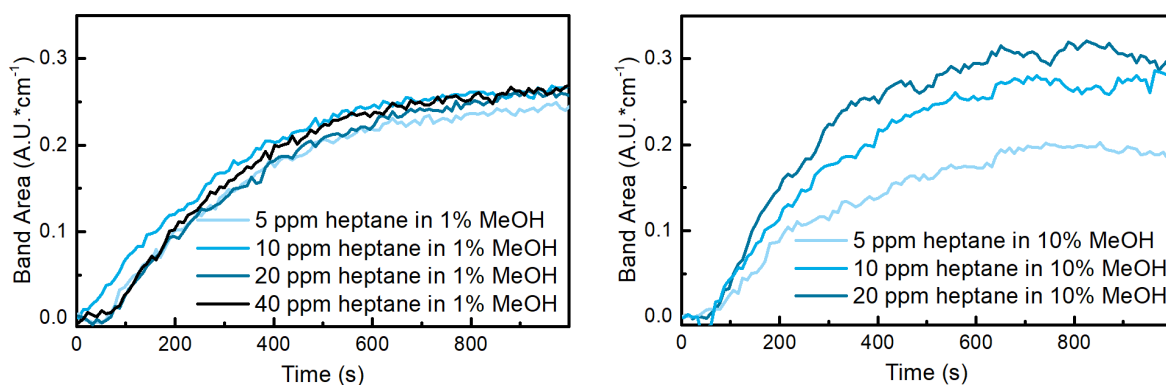 Band Area (A.U.*cm-1)
0.3
0.2
0.1
0.0
5 ppm heptane in 1% MeOH
10 ppm heptane in 1% MeOH
20 ppm heptane in 1% MeOH
40 ppm heptane in 1% MeOH
0 200 400 600 800
Time (s)
Band Area (A.U.*cm-1)
0.3
0.2
0.1
0.0
5 ppm heptane in 10% MeOH
10 ppm heptane in 10% MeOH
20 ppm heptane in 10% MeOH
0 200 400 600 800
Time (s)